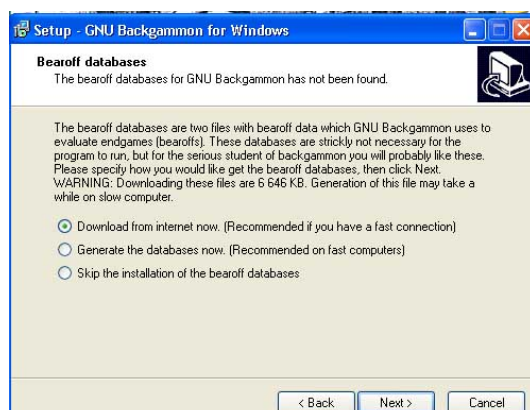 Setup - GNU Backgammon for Windows
Bearoff databases
The bearoff databases for GNU Backgammon has not been found.
The bearoff databases are two files with bearoff data which GNU Backgammon uses to
evaluate endgames (bearoffs). These databases are strickly not necessary for the
program to run, but for the serious student of backgammon you will probably like these.
Please specify how you would like get the bearoff databases, then click Next.
WARNING: Downloading these files are 6 646 KB. Generation of this file may take a
while on slow computer.
Download from internet now. (Recommended if you have a fast connection)
Generate the databases now. (Recommended on fast computers)
Skip the installation of the bearoff databases
< Back Next > Cancel